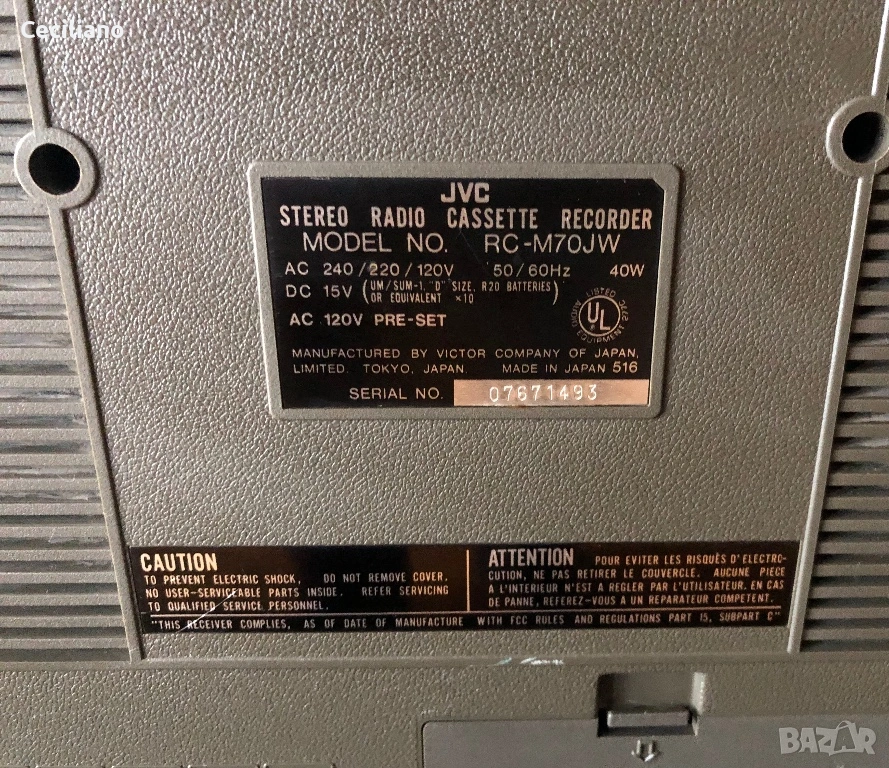 Ceciliano
JVC
STEREO RADIO CASSETTE RECORDER
MODEL NO. RC-M70JW
AC 240/220/120V 50/60Hz 40W
DC 15V (UM/SUM-1, "D" SIZE, R20 BATTERIES)
OR EQUIVALENT ×10
AC 120V PRE-SET
LISTED 272C
UL
AUDIO EQUIPMENT
MANUFACTURED BY VICTOR COMPANY OF JAPAN,
LIMITED. TOKYO, JAPAN MADE IN JAPAN 516
SERIAL NO. 07671493
CAUTION
TO PREVENT ELECTRIC SHOCK, DO NOT REMOVE COVER.
NO USER-SERVICEABLE PARTS INSIDE. REFER SERVICING
TO QUALIFIED SERVICE PERSONNEL.
ATTENTION POUR EVITER LES RISQUÈS D'ELECTRO-
CUTION, NE PAS RETIRER LE COUVERCLE. AUCUNE PIECE
A L'INTERIEUR N'EST A REGLER PAR L'UTILISATEUR. EN CAS
DE PANNE, REFEREZ-VOUS A UN REPARATEUR COMPETENT.
"THIS RECEIVER COMPLIES, AS OF DATE OF MANUFACTURE WITH FCC RULES AND REGULATIONS PART 15, SUBPART C"
BAZAR